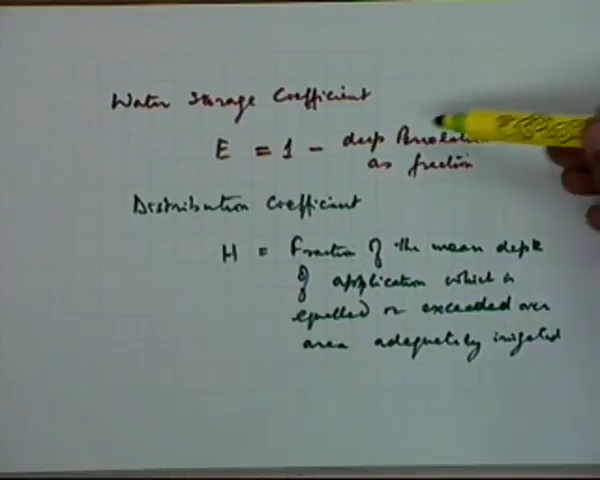 Water Storage Coefficient
E = 1 - deep Percolation
as fraction
Distribution Coefficient
H = Fraction of the mean depth
of application which is
equalled or exceeded over
area adequately irrigated